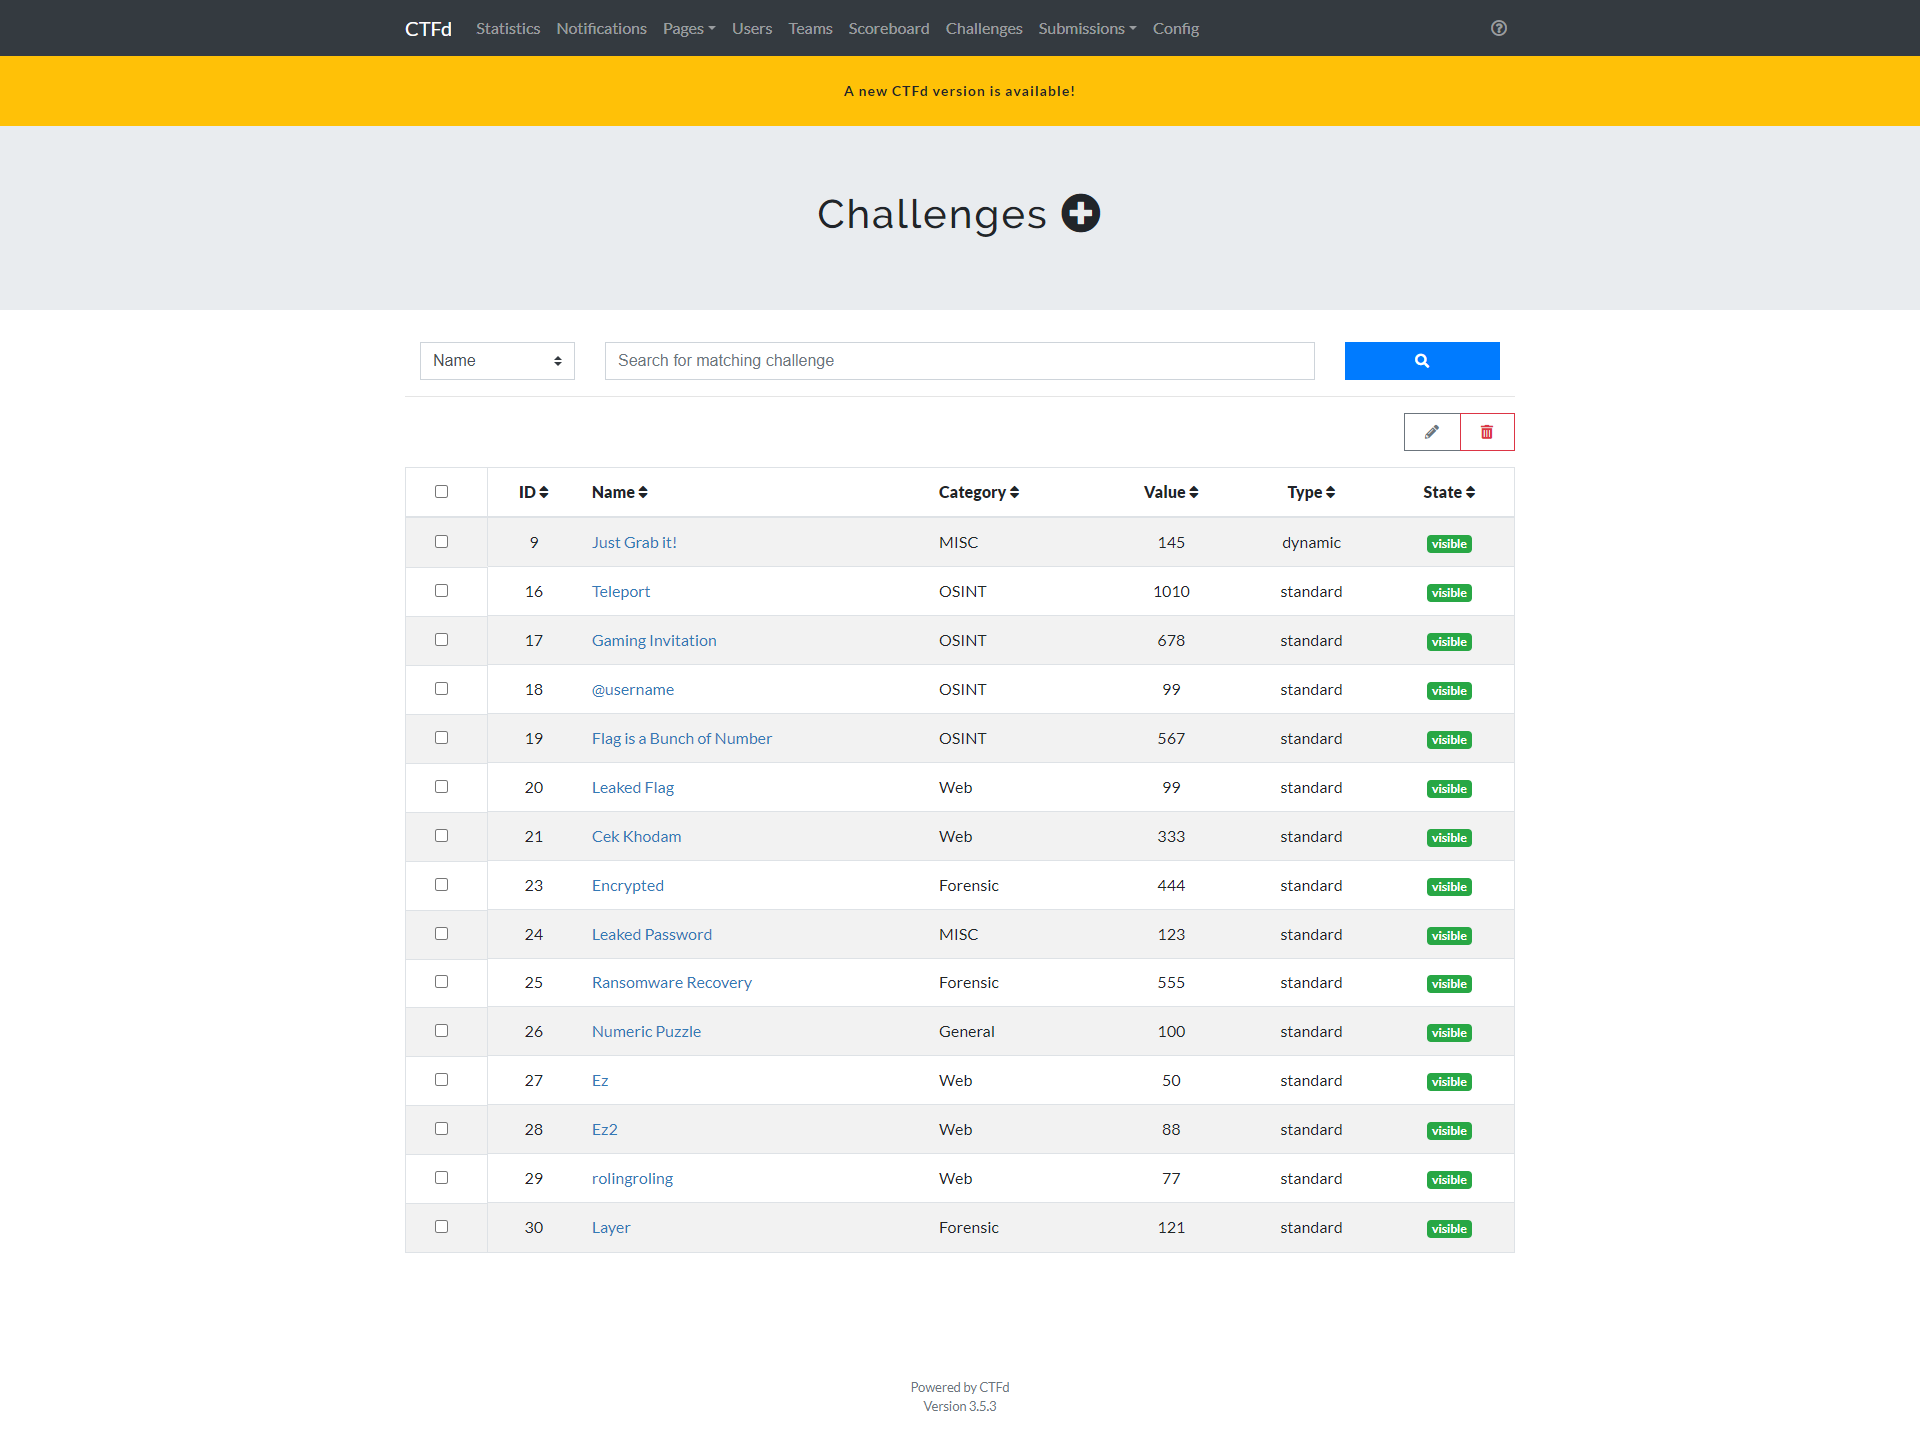 CTFd Statistics Notifications Pages Users Teams Scoreboard Challenges Submissions Config
A new CTFd version is available!
Challenges
Name Search for matching challenge
ID Name Category Value Type State
9 Just Grab it! MISC 145 dynamic visible
16 Teleport OSINT 1010 standard visible
17 Gaming Invitation OSINT 678 standard visible
18 @username OSINT 99 standard visible
19 Flag is a Bunch of Number OSINT 567 standard visible
20 Leaked Flag Web 99 standard visible
21 Cek Khodam Web 333 standard visible
23 Encrypted Forensic 444 standard visible
24 Leaked Password MISC 123 standard visible
25 Ransomware Recovery Forensic 555 standard visible
26 Numeric Puzzle General 100 standard visible
27 Ez Web 50 standard visible
28 Ez2 Web 88 standard visible
29 rolingroling Web 77 standard visible
30 Layer Forensic 121 standard visible
Powered by CTFd
Version 3.5.3